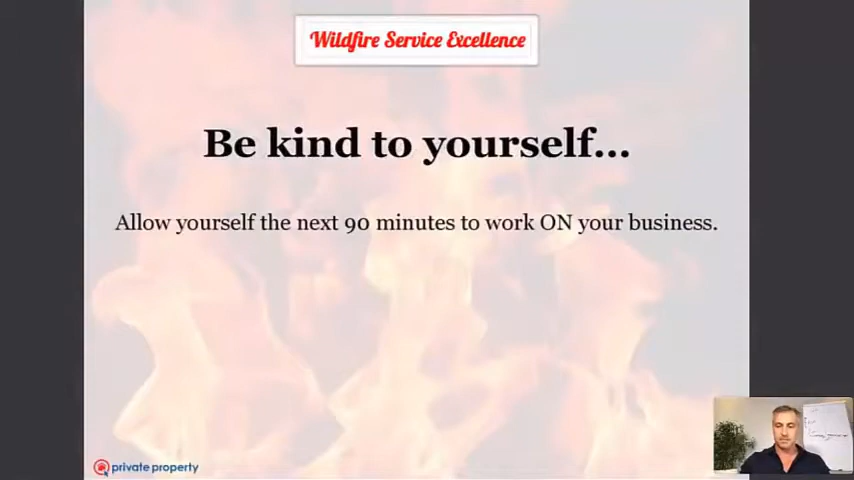 Wildfire Service Excellence
Be kind to yourself...
Allow yourself the next 90 minutes to work ON your business.
private property